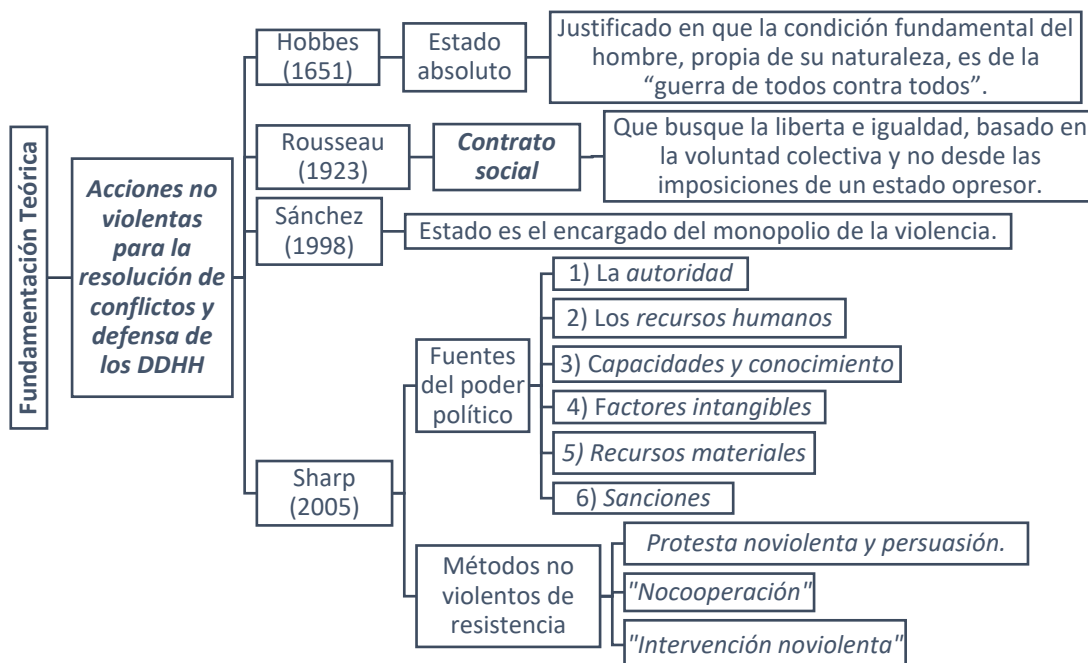 Fundamentación Teórica
Acciones no
violentas
para la
resolución de
conflictos y
defensa de
los DDHH
Hobbes
(1651)
Estado
absoluto
Justificado en que la condición fundamental del
hombre, propia de su naturaleza, es de la
“guerra de todos contra todos”.
Rousseau
(1923)
Contrato
social
Que busque la liberta e igualdad, basado en
la voluntad colectiva y no desde las
imposiciones de un estado opresor.
Sánchez
(1998)
Estado es el encargado del monopolio de la violencia.
Sharp
(2005)
Fuentes
del poder
político
1) La autoridad
2) Los recursos humanos
3) Capacidades y conocimiento
4) Factores intangibles
5) Recursos materiales
6) Sanciones
Métodos no
violentos de
resistencia
Protesta noviolenta y persuasión.
"Nocooperación"
"Intervención noviolenta"